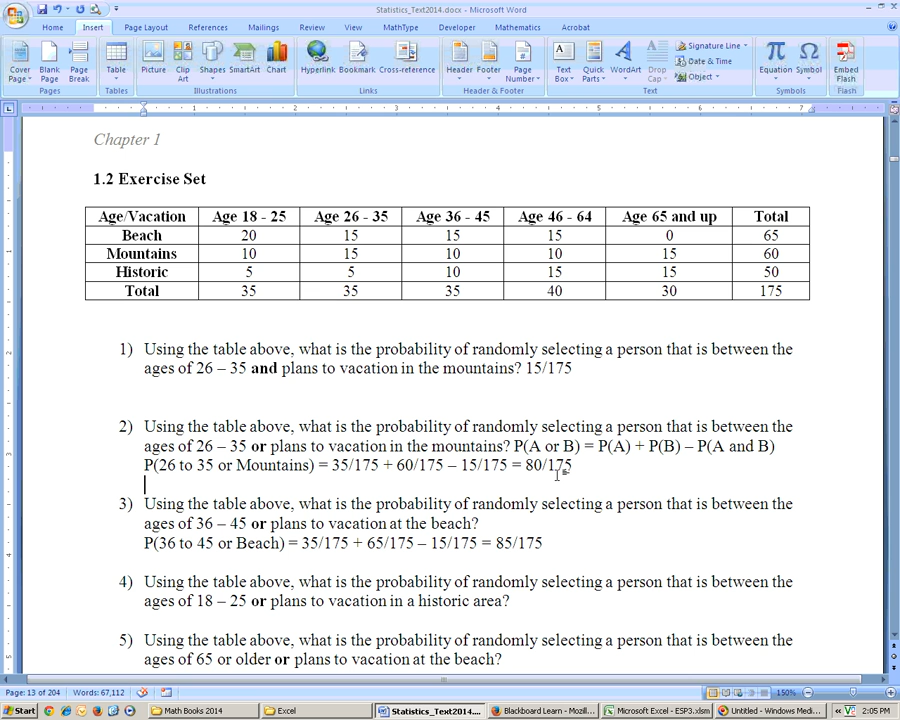 Statistics_Text2014.docx - Microsoft Word
Home Insert Page Layout References Mailings Review View MathType Developer Mathematics Acrobat
Cover Page Blank Page Page Break Table Picture Clip Art Shapes SmartArt Chart Hyperlink Bookmark Cross-reference Header Footer Page Number Text Box Quick Parts WordArt Drop Cap Signature Line Date & Time Object Equation Symbol Embed Flash
Pages Tables Illustrations Links Header & Footer Text Symbols Flash
Chapter 1
1.2 Exercise Set
Age/Vacation Age 18 - 25 Age 26 - 35 Age 36 - 45 Age 46 - 64 Age 65 and up Total
Beach 20 15 15 15 0 65
Mountains 10 15 10 10 15 60
Historic 5 5 10 15 15 50
Total 35 35 35 40 30 175
1) Using the table above, what is the probability of randomly selecting a person that is between the
ages of 26 – 35 and plans to vacation in the mountains? 15/175
2) Using the table above, what is the probability of randomly selecting a person that is between the
ages of 26 – 35 or plans to vacation in the mountains? P(A or B) = P(A) + P(B) – P(A and B)
P(26 to 35 or Mountains) = 35/175 + 60/175 – 15/175 = 80/175
3) Using the table above, what is the probability of randomly selecting a person that is between the
ages of 36 – 45 or plans to vacation at the beach?
P(36 to 45 or Beach) = 35/175 + 65/175 – 15/175 = 85/175
4) Using the table above, what is the probability of randomly selecting a person that is between the
ages of 18 – 25 or plans to vacation in a historic area?
5) Using the table above, what is the probability of randomly selecting a person that is between the
ages of 65 or older or plans to vacation at the beach?
Page: 13 of 204 Words: 67,112 150%
Start Math Books 2014 Excel Statistics_Text2014.... Blackboard Learn - Mozil... Microsoft Excel - ESP3.xlsm Untitled - Windows Medi... 2:05 PM